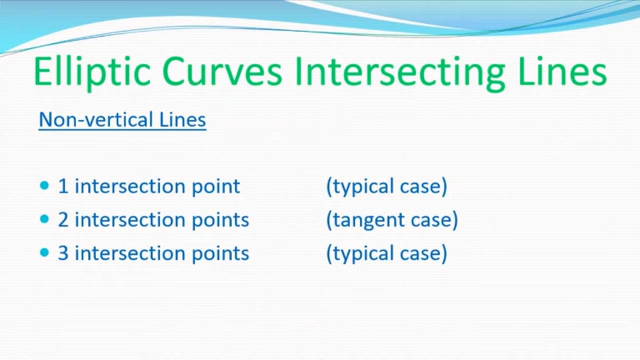 Elliptic Curves Intersecting Lines
Non-vertical Lines
• 1 intersection point (typical case)
• 2 intersection points (tangent case)
• 3 intersection points (typical case)